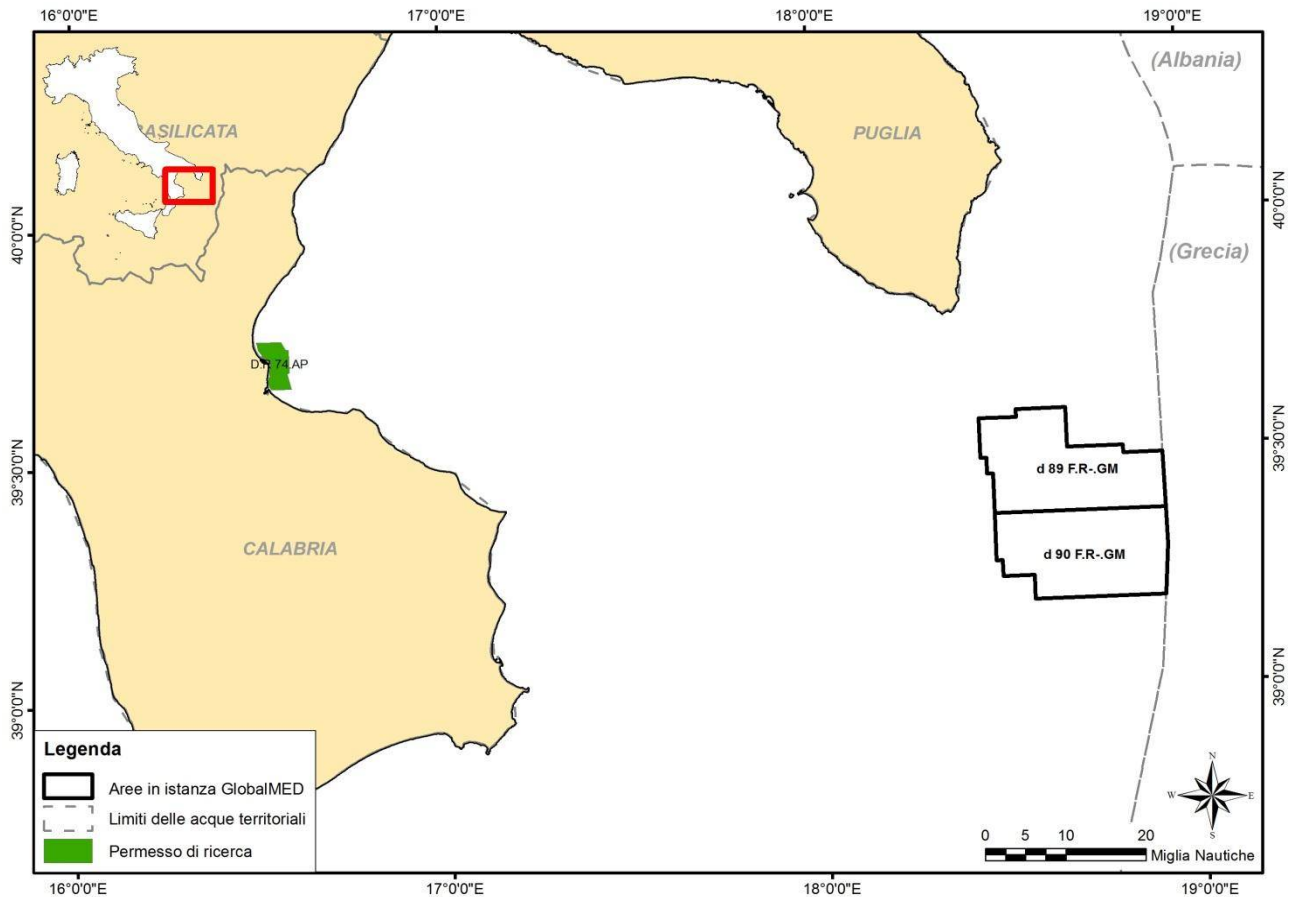 16°0'0"E 17°0'0"E 18°0'0"E 19°0'0"E
(Albania)
BASILICATA
PUGLIA
40°0'0"N
40°0'0"N
(Grecia)
D.R 74.AP
39°30'0"N
39°30'0"N
d 89 F.R-.GM
CALABRIA
d 90 F.R-.GM
39°0'0"N
39°0'0"N
Legenda
Aree in istanza GlobalMED
Limiti delle acque territoriali
Permesso di ricerca
N
W E
S
0 5 10 20
Miglia Nautiche
16°0'0"E 17°0'0"E 18°0'0"E 19°0'0"E